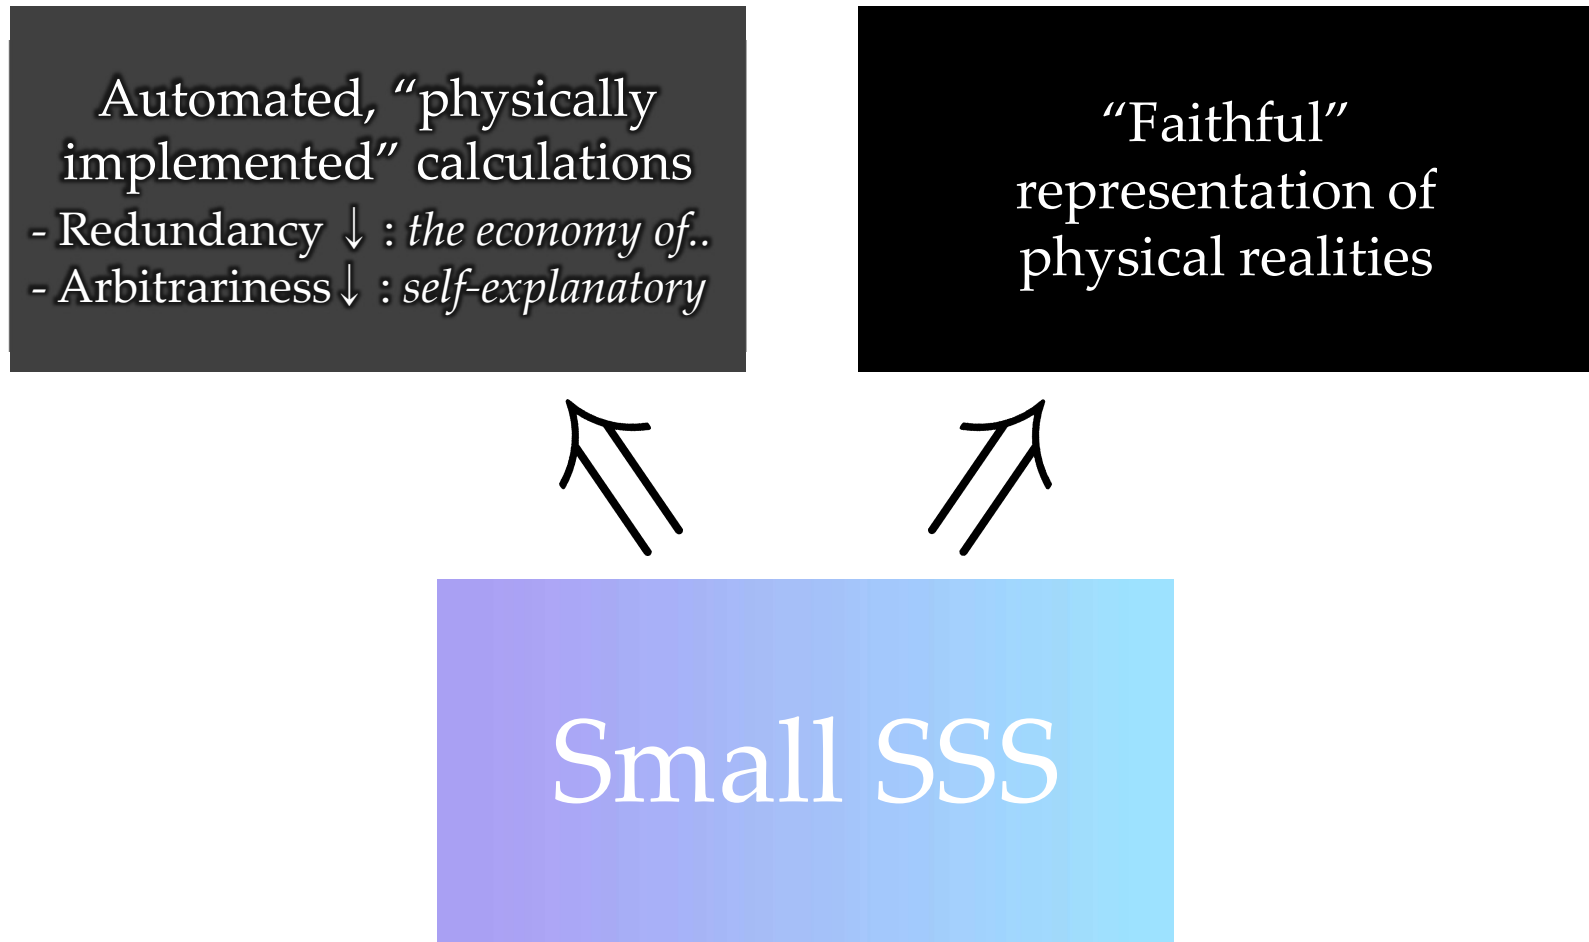 Automated, “physically
implemented” calculations
- Redundancy ↓ : the economy of..
- Arbitrariness↓ : self-explanatory
“Faithful”
representation of
physical realities
Small SSS